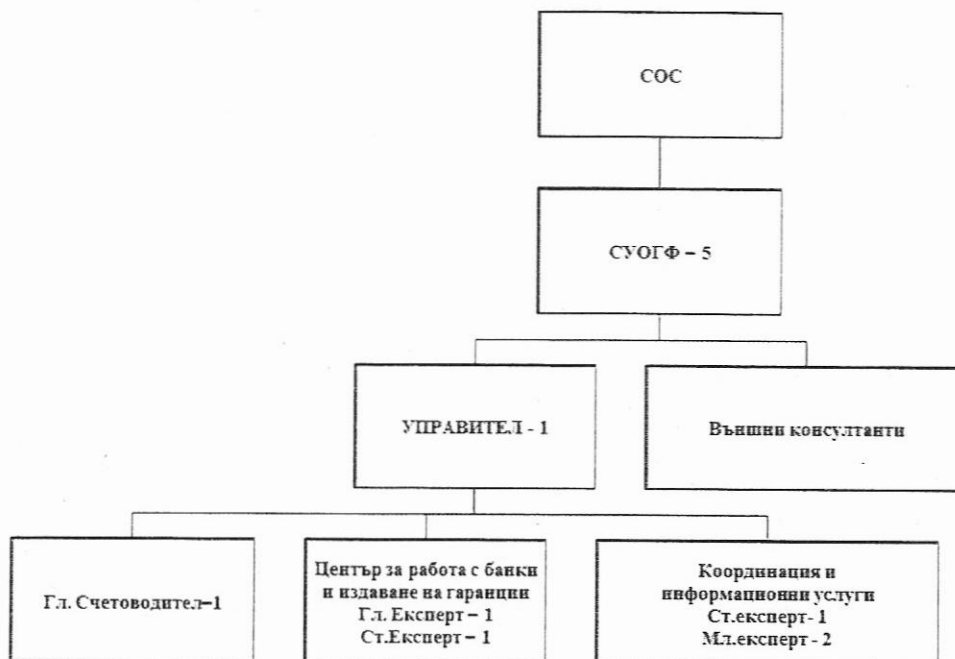 СОС
СУОГФ – 5
УПРАВИТЕЛ - 1
Външни консултанти
Гл. Счетоводител–1
Център за работа с банки
и издаване на гаранции
Гл. Експерт – 1
Ст.Експерт – 1
Координация и
информационни услуги
Ст.експерт- 1
Мл.експерт - 2